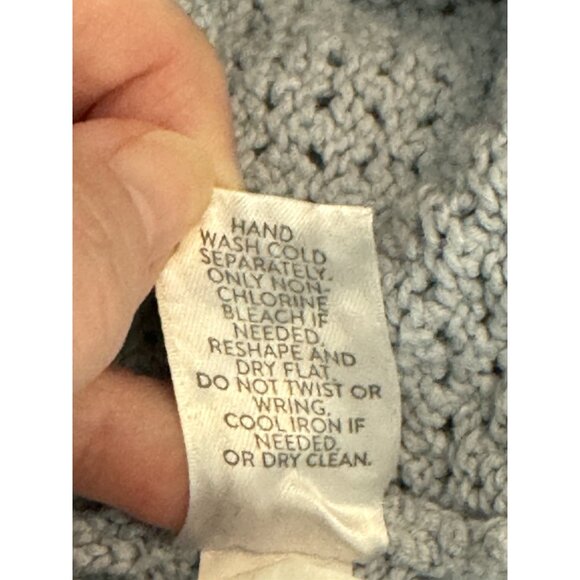 HAND
WASH COLD
SEPARATELY.
ONLY NON-
CHLORINE
BLEACH IF
NEEDED.
RESHAPE AND
DRY FLAT.
DO NOT TWIST OR
WRING.
COOL IRON IF
NEEDED.
OR DRY CLEAN.